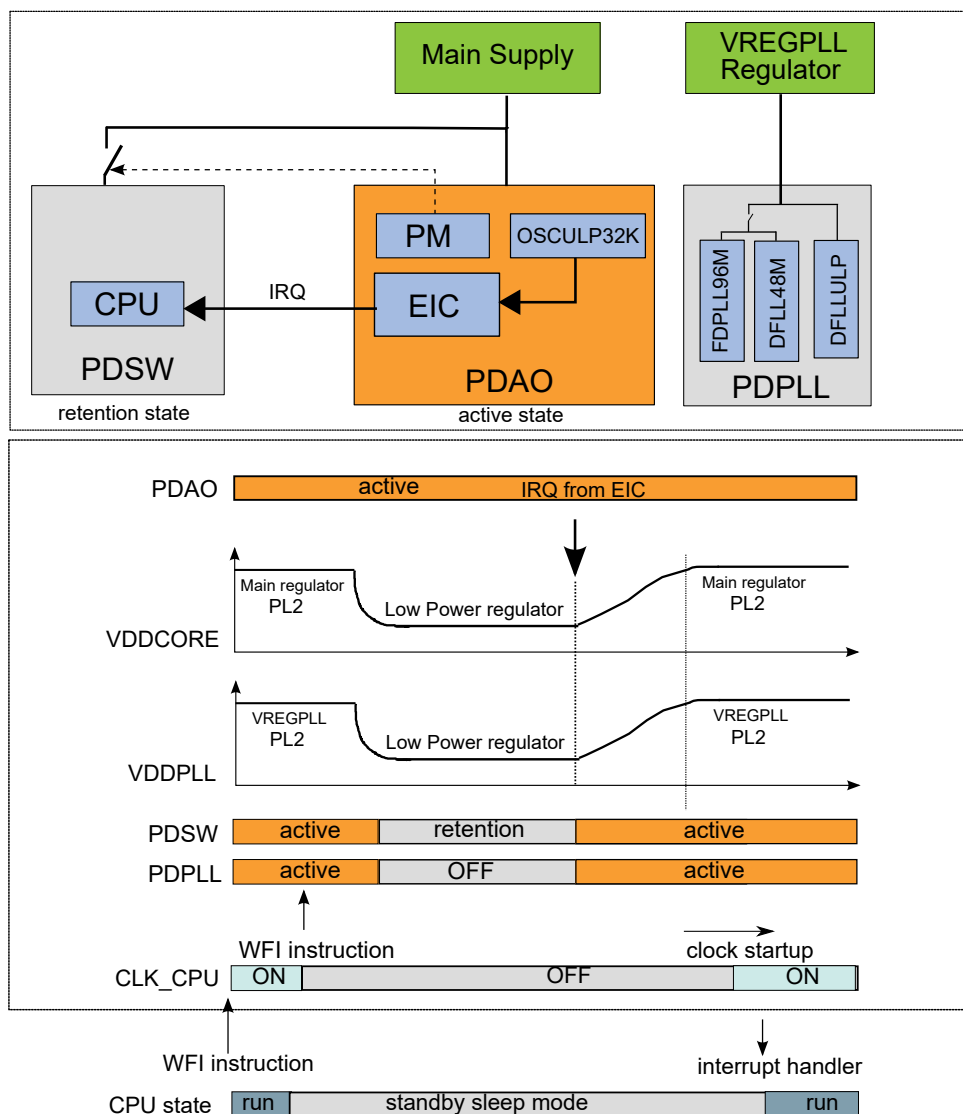 Main Supply
VREGPLL
Regulator
PM
OSCULP32K
FDPLL96M
DFLL48M
DFLLULP
CPU
IRQ
EIC
PDSW
PDAO
PDPLL
retention state
active state
PDAO
active
IRQ from EIC
Main regulator
PL2
Low Power regulator
Main regulator
PL2
VDDCORE
VREGPLL
PL2
Low Power regulator
VREGPLL
PL2
VDDPLL
PDSW
active
retention
active
PDPLL
active
OFF
active
WFI instruction
clock startup
CLK_CPU
ON
OFF
ON
WFI instruction
interrupt handler
CPU state
run
standby sleep mode
run